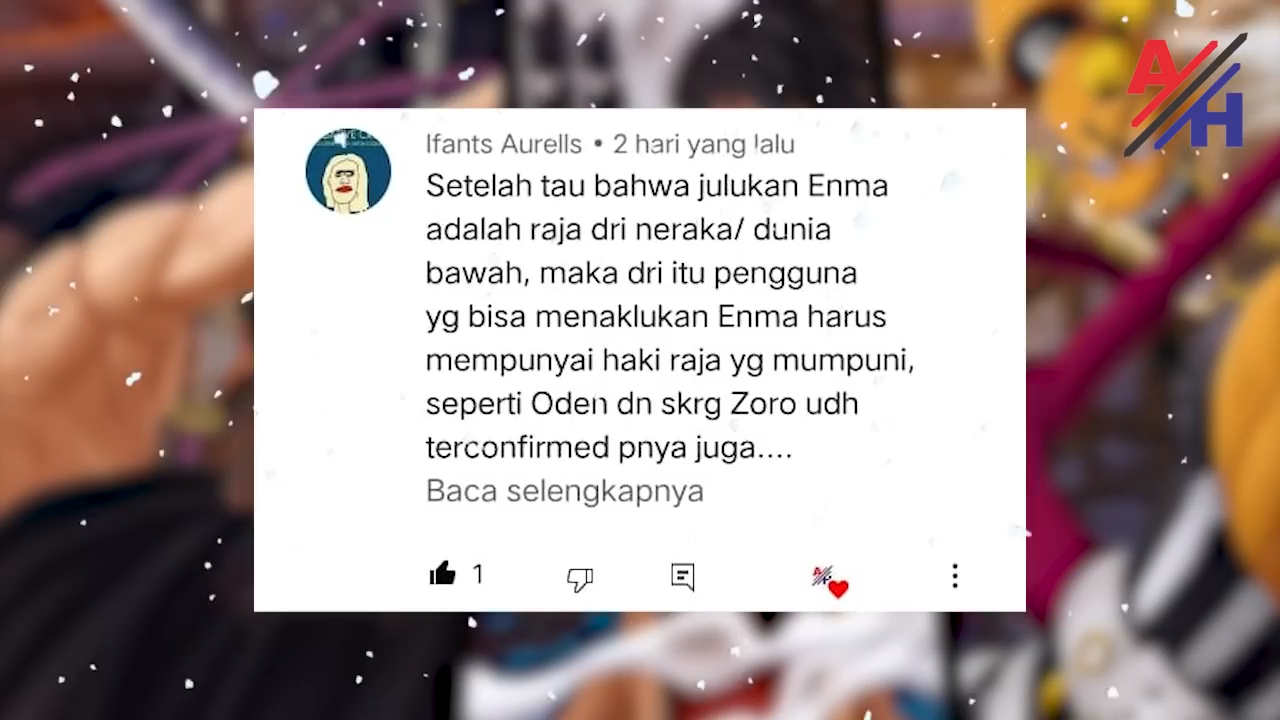 A/H
Ifants Aurells • 2 hari yang lalu
Setelah tau bahwa julukan Enma
adalah raja dri neraka/ dunia
bawah, maka dri itu pengguna
yg bisa menaklukan Enma harus
mempunyai haki raja yg mumpuni,
seperti Oden dn skrg Zoro udh
terconfirmed pnya juga....
Baca selengkapnya
1